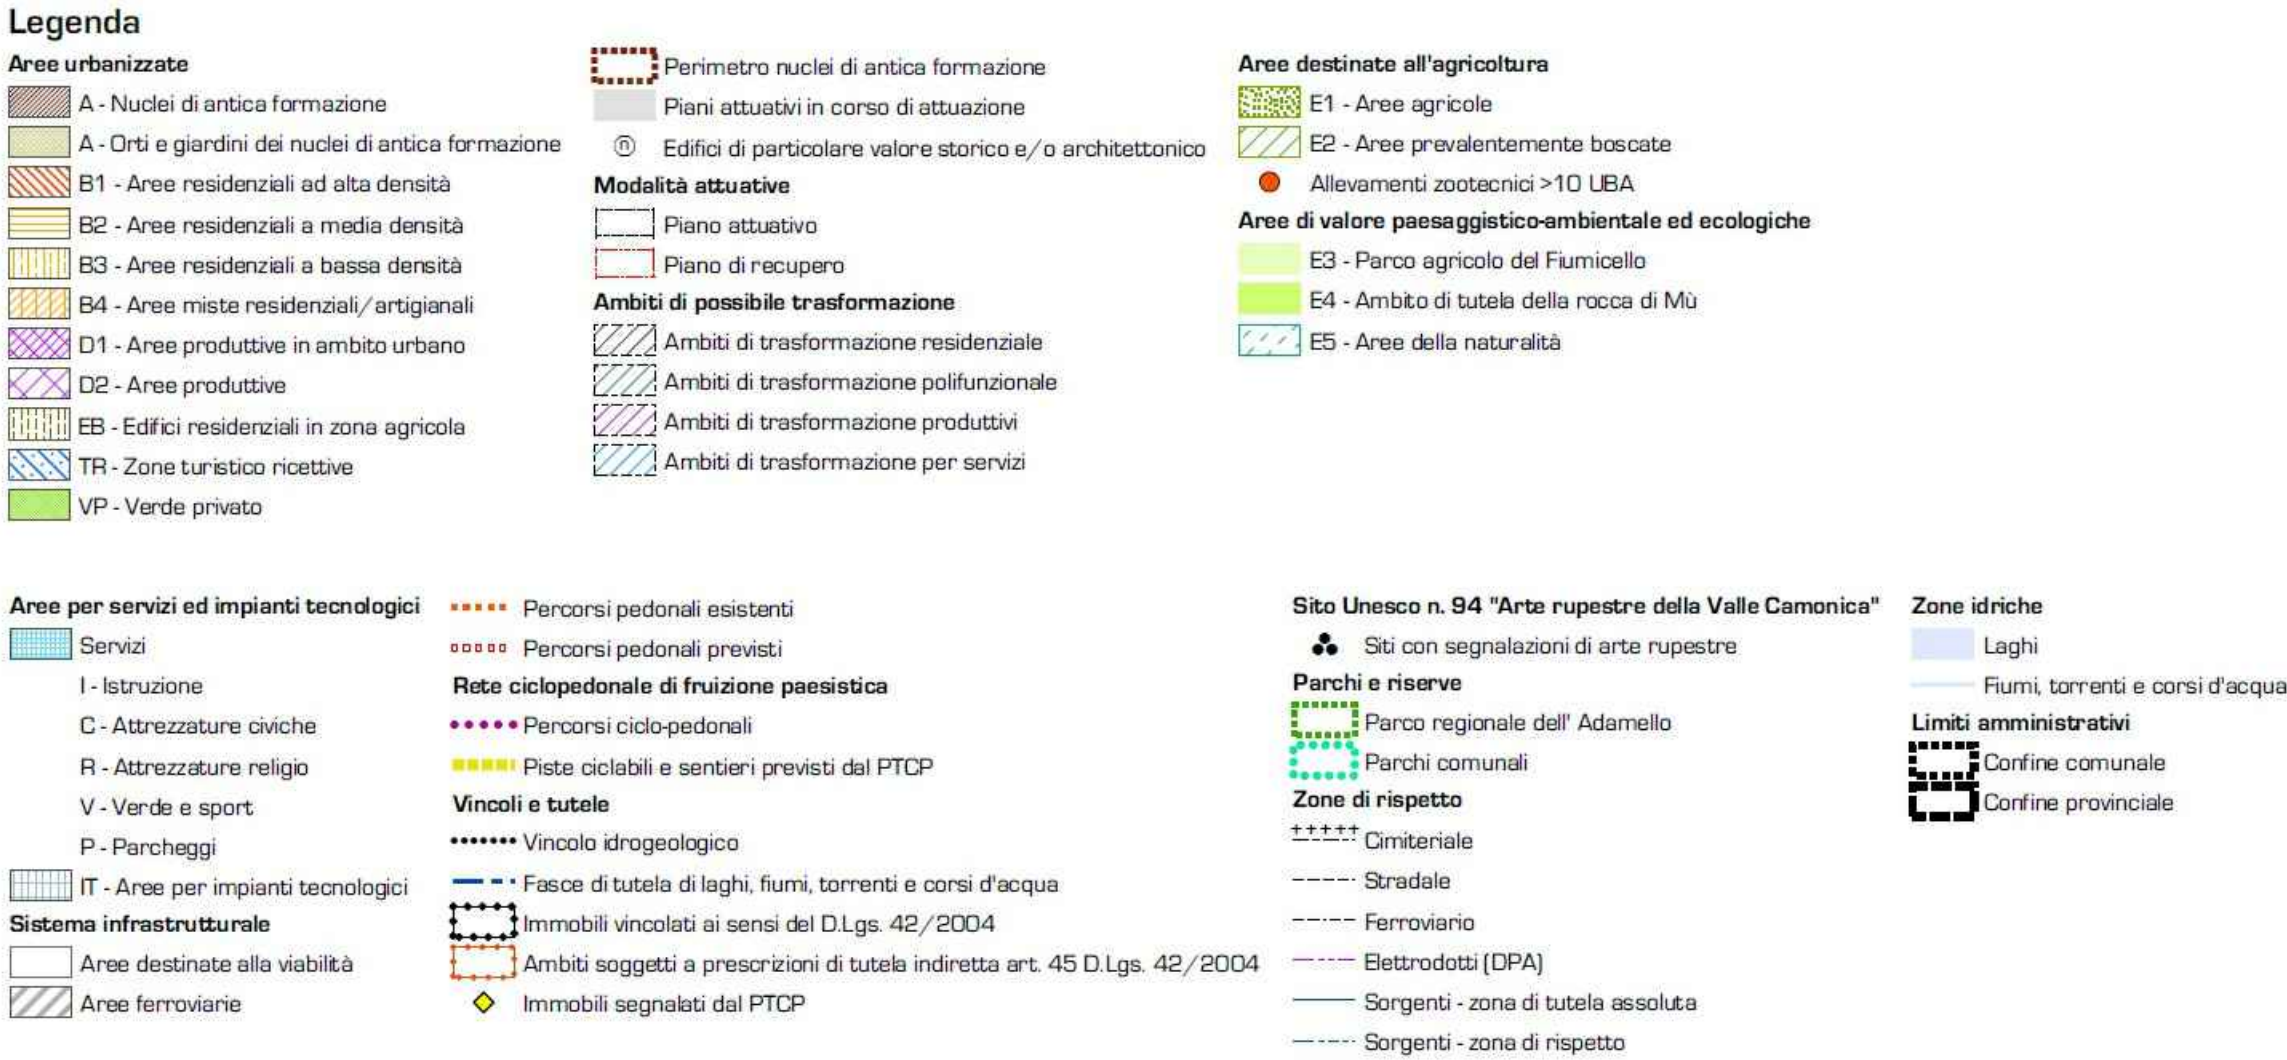 Legenda
Aree urbanizzate
A - Nuclei di antica formazione
A - Orti e giardini dei nuclei di antica formazione
B1 - Aree residenziali ad alta densità
B2 - Aree residenziali a media densità
B3 - Aree residenziali a bassa densità
B4 - Aree miste residenziali/artigianali
D1 - Aree produttive in ambito urbano
D2 - Aree produttive
EB - Edifici residenziali in zona agricola
TR - Zone turistico ricettive
VP - Verde privato
Perimetro nuclei di antica formazione
Piani attuativi in corso di attuazione
n Edifici di particolare valore storico e/o architettonico
Modalità attuative
Piano attuativo
Piano di recupero
Ambiti di possibile trasformazione
Ambiti di trasformazione residenziale
Ambiti di trasformazione polifunzionale
Ambiti di trasformazione produttivi
Ambiti di trasformazione per servizi
Aree destinate all'agricoltura
E1 - Aree agricole
E2 - Aree prevalentemente boscate
Allevamenti zootecnici >10 UBA
Aree di valore paesaggistico-ambientale ed ecologiche
E3 - Parco agricolo del Fiumicello
E4 - Ambito di tutela della rocca di Mù
E5 - Aree della naturalità
Aree per servizi ed impianti tecnologici
Servizi
I - Istruzione
C - Attrezzature civiche
R - Attrezzature religio
V - Verde e sport
P - Parcheggi
IT - Aree per impianti tecnologici
Sistema infrastrutturale
Aree destinate alla viabilità
Aree ferroviarie
Percorsi pedonali esistenti
Percorsi pedonali previsti
Rete ciclopedonale di fruizione paesistica
Percorsi ciclo-pedonali
Piste ciclabili e sentieri previsti dal PTCP
Vincoli e tutele
Vincolo idrogeologico
Fasce di tutela di laghi, fiumi, torrenti e corsi d'acqua
Immobili vincolati ai sensi del D.Lgs. 42/2004
Ambiti soggetti a prescrizioni di tutela indiretta art. 45 D.Lgs. 42/2004
Immobili segnalati dal PTCP
Sito Unesco n. 94 "Arte rupestre della Valle Camonica"
Siti con segnalazioni di arte rupestre
Parchi e riserve
Parco regionale dell' Adamello
Parchi comunali
Zone di rispetto
Cimiteriale
Stradale
Ferroviario
Elettrodotti (DPA)
Sorgenti - zona di tutela assoluta
Sorgenti - zona di rispetto
Zone idriche
Laghi
Fiumi, torrenti e corsi d'acqua
Limiti amministrativi
Confine comunale
Confine provinciale